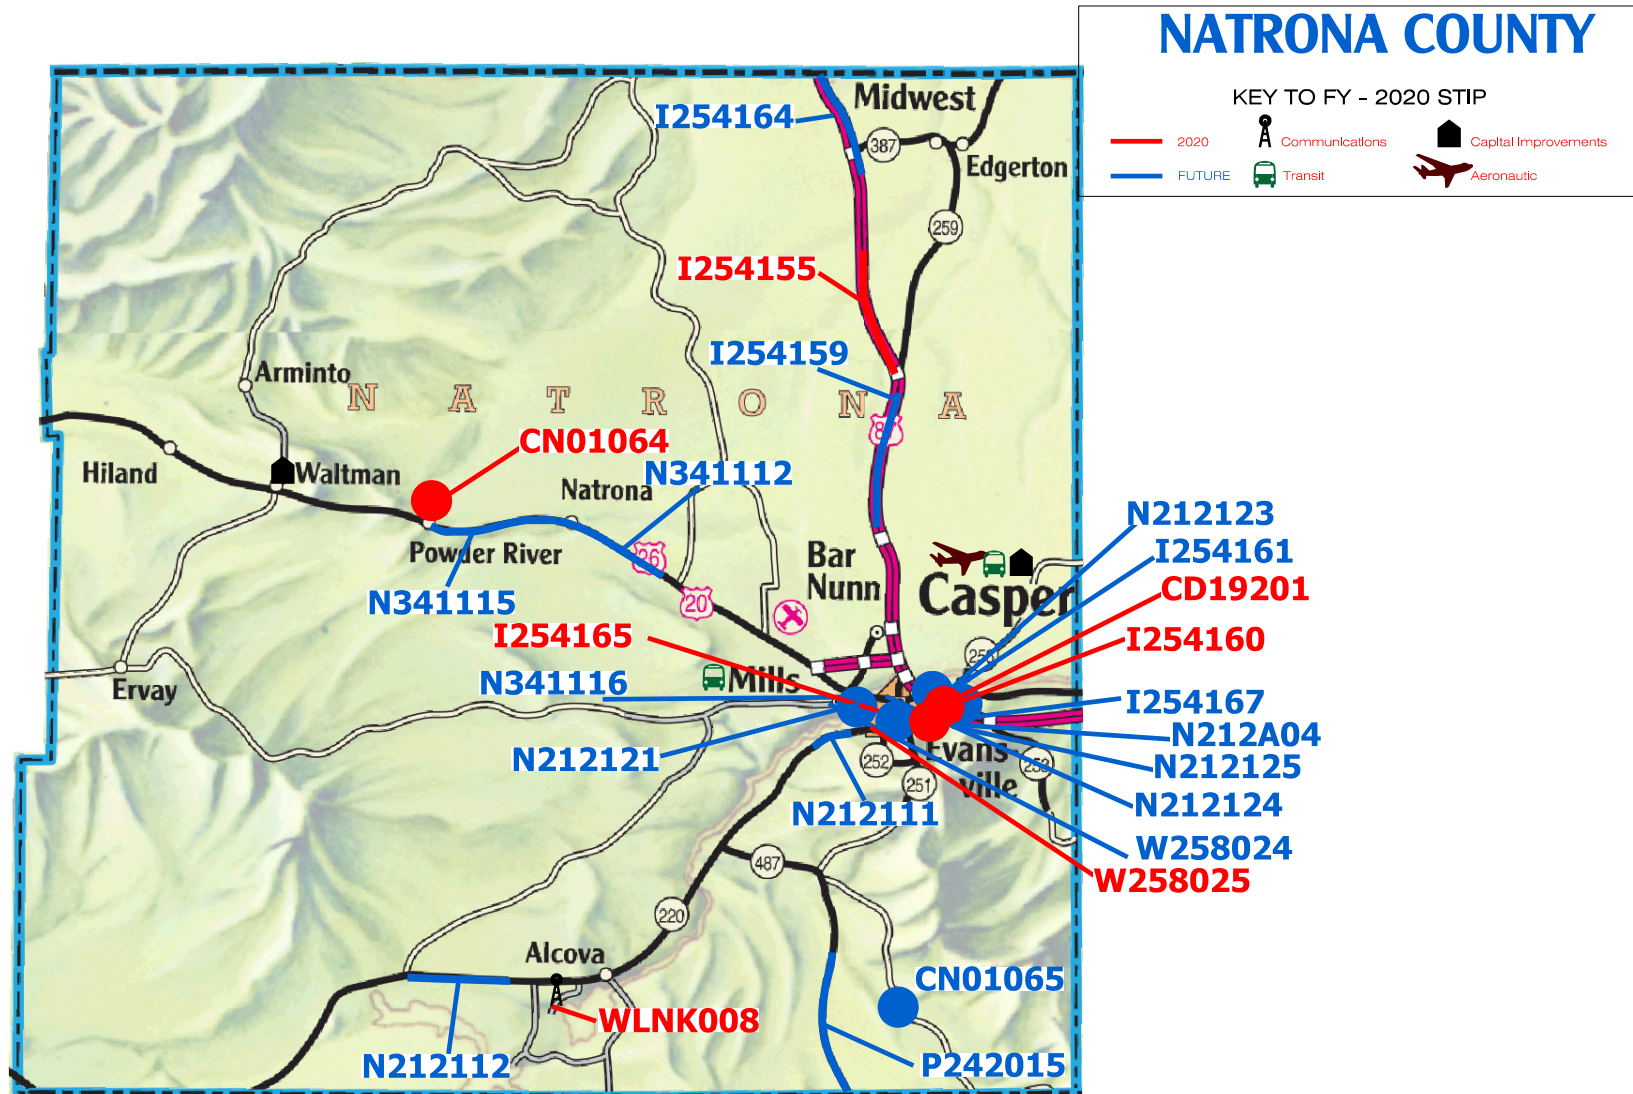 NATRONA COUNTY
KEY TO FY - 2020 STIP
2020
Communications
Capital Improvements
FUTURE
Transit
Aeronautic
I254164
Midwest
387
Edgerton
259
I254155
I254159
Arminto
N A T R O N A
CN01064
Hiland
Waltman
N341112
Natrona
N212123
Powder River
26
Bar
Nunn
I254161
Casper
CD19201
N341115
20
I254165
I254160
Ervay
N341116
Mills
I254167
N212A04
N212121
Evans-
ville
252
251
253
N212125
N212111
N212124
W258024
487
W258025
220
Alcova
CN01065
WLNK008
N212112
P242015